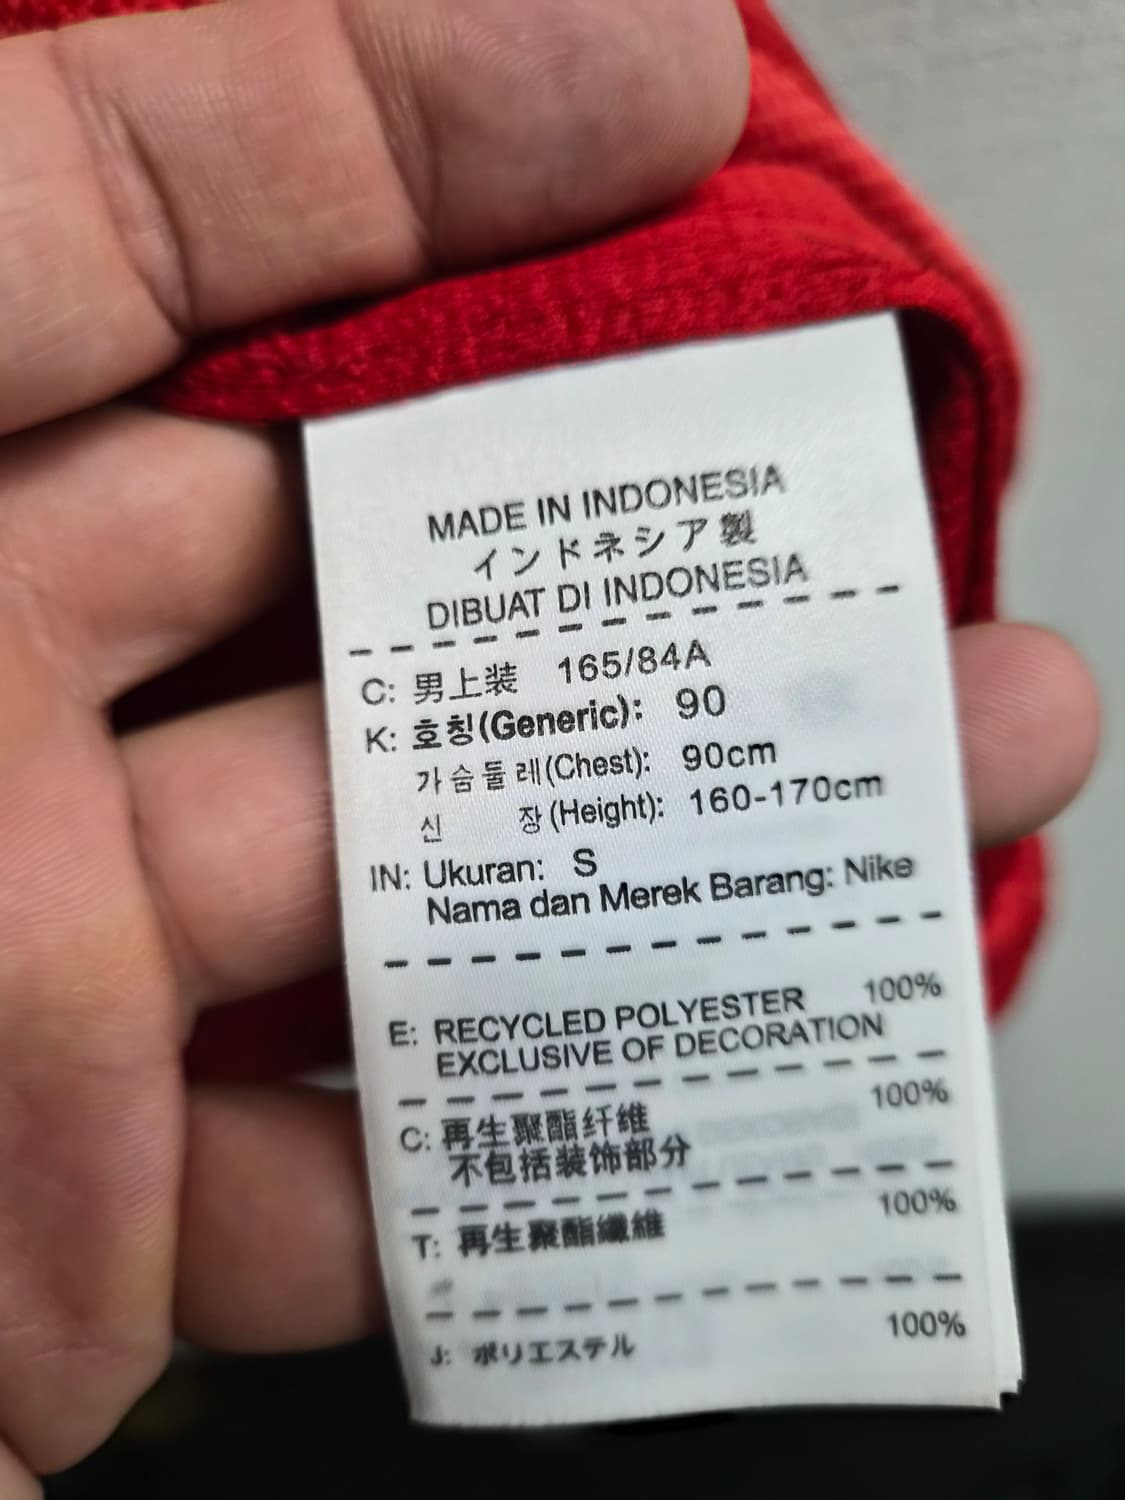 MADE IN INDONESIA
インドネシア製
DIBUAT DI INDONESIA
C: 男上装 165/84A
K: 호칭(Generic): 90
가슴둘레(Chest): 90cm
신 장(Height): 160-170cm
IN: Ukuran: S
Nama dan Merek Barang: Nike
E: RECYCLED POLYESTER 100%
EXCLUSIVE OF DECORATION
C: 再生聚酯纤维 100%
不包括装饰部分
T: 再生聚酯纖維 100%
J: ポリエステル 100%